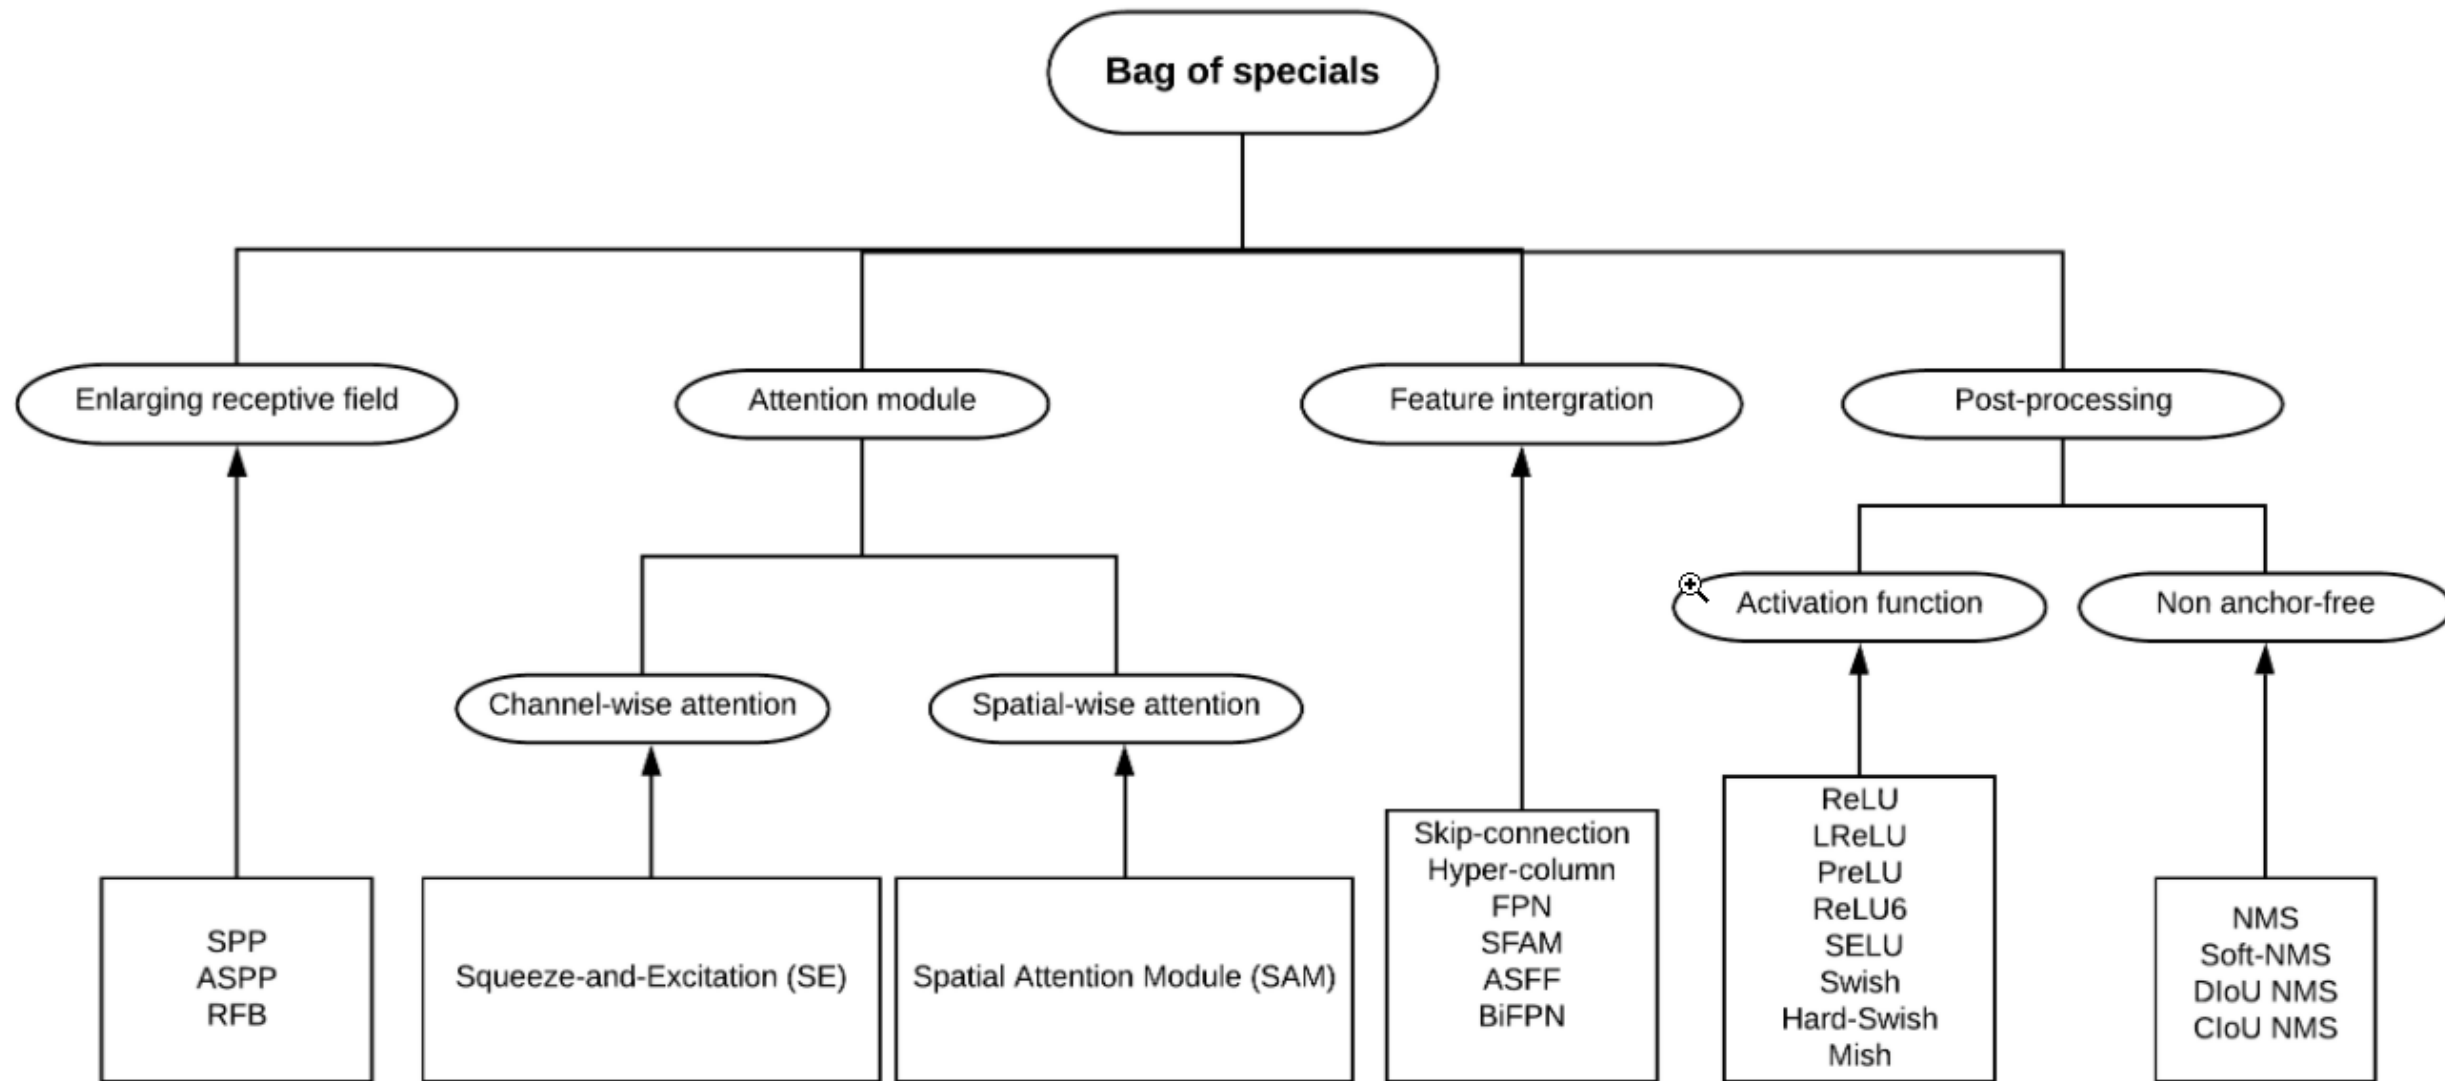 Bag of specials
Enlarging receptive field
Attention module
Feature intergration
Post-processing
Activation function
Non anchor-free
Channel-wise attention
Spatial-wise attention
SPP
ASPP
RFB
Squeeze-and-Excitation (SE)
Spatial Attention Module (SAM)
Skip-connection
Hyper-column
FPN
SFAM
ASFF
BiFPN
ReLU
LReLU
PreLU
ReLU6
SELU
Swish
Hard-Swish
Mish
NMS
Soft-NMS
DIoU NMS
CIoU NMS